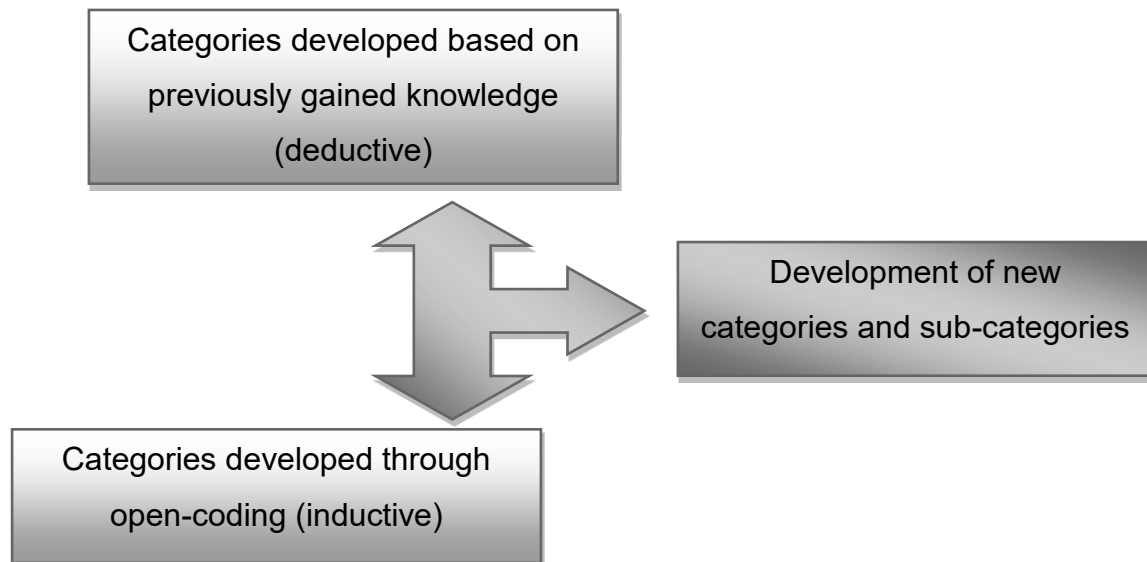 Categories developed based on
previously gained knowledge
(deductive)
Development of new
categories and sub-categories
Categories developed through
open-coding (inductive)